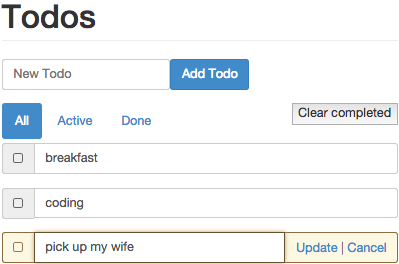 Todos
New Todo Add Todo
All Active Done Clear completed
breakfast
coding
pick up my wife Update | Cancel